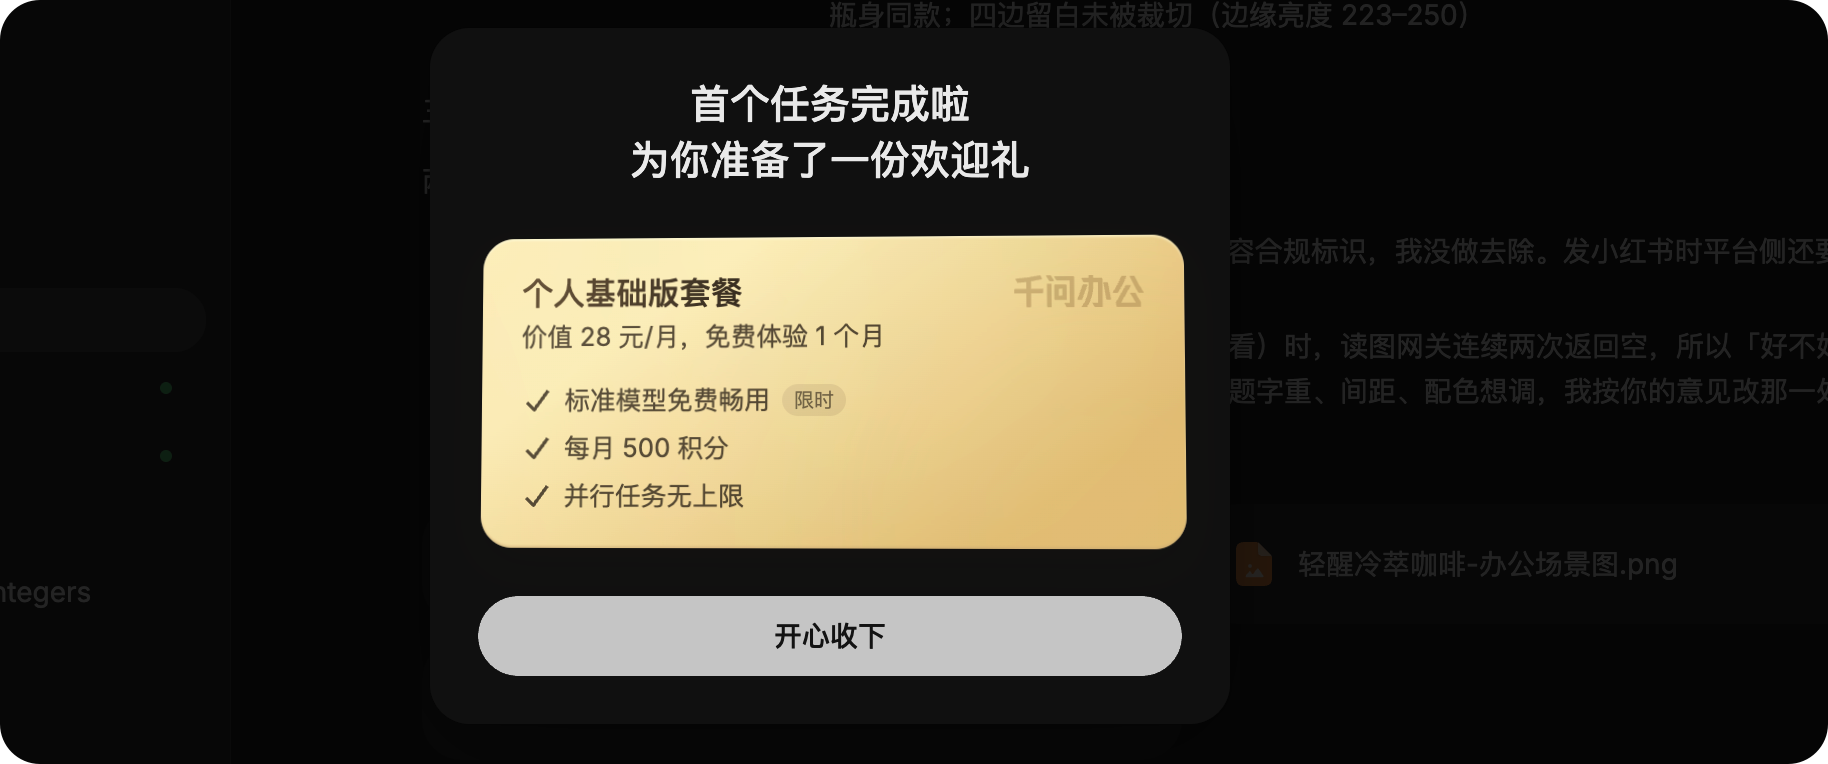 瓶身同款；四边留白未被裁切（边缘亮度 223–250）
首个任务完成啦
为你准备了一份欢迎礼
个人基础版套餐
千问办公
价值 28 元/月，免费体验 1 个月
标准模型免费畅用 限时
每月 500 积分
并行任务无上限
开心收下
容合规标识，我没做去除。发小红书时平台侧还要
看）时，读图网关连续两次返回空，所以「好不好
题字重、间距、配色想调，我按你的意见改那一处
轻醒冷萃咖啡-办公场景图.png
ntegers